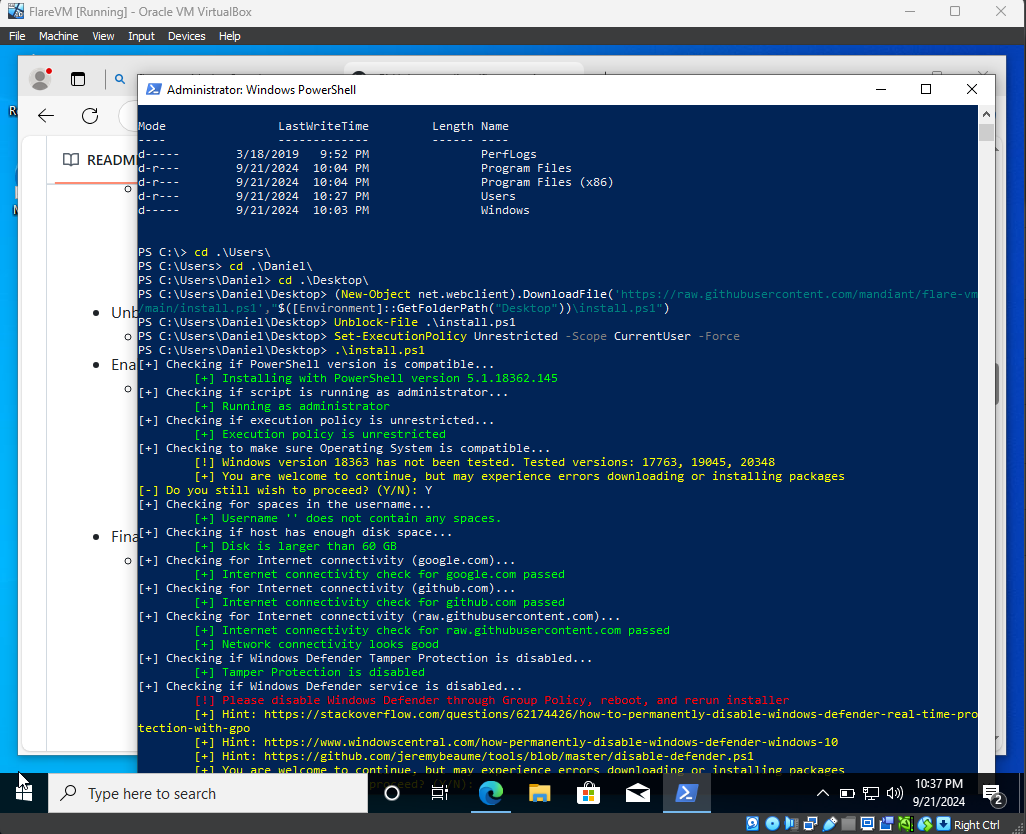 FlareVM [Running] - Oracle VM VirtualBox
File Machine View Input Devices Help
Administrator: Windows PowerShell
README
Mode LastWriteTime Length Name
---- ------------- ------ ----
d----- 3/18/2019 9:52 PM PerfLogs
d-r--- 9/21/2024 10:04 PM Program Files
d-r--- 9/21/2024 10:04 PM Program Files (x86)
d-r--- 9/21/2024 10:27 PM Users
d----- 9/21/2024 10:03 PM Windows
PS C:\> cd .\Users\
PS C:\Users> cd .\Daniel\
PS C:\Users\Daniel> cd .\Desktop\
PS C:\Users\Daniel\Desktop> (New-Object net.webclient).DownloadFile('https://raw.githubusercontent.com/mandiant/flare-vm
/main/install.ps1',"$([Environment]::GetFolderPath("Desktop"))\install.ps1")
PS C:\Users\Daniel\Desktop> Unblock-File .\install.ps1
PS C:\Users\Daniel\Desktop> Set-ExecutionPolicy Unrestricted -Scope CurrentUser -Force
PS C:\Users\Daniel\Desktop> .\install.ps1
[+] Checking if PowerShell version is compatible...
[+] Installing with PowerShell version 5.1.18362.145
[+] Checking if script is running as administrator...
[+] Running as administrator
[+] Checking if execution policy is unrestricted...
[+] Execution policy is unrestricted
[+] Checking to make sure Operating System is compatible...
[!] Windows version 18363 has not been tested. Tested versions: 17763, 19045, 20348
[+] You are welcome to continue, but may experience errors downloading or installing packages
[-] Do you still wish to proceed? (Y/N): Y
[+] Checking for spaces in the username...
[+] Username '' does not contain any spaces.
[+] Checking if host has enough disk space...
[+] Disk is larger than 60 GB
[+] Checking for Internet connectivity (google.com)...
[+] Internet connectivity check for google.com passed
[+] Checking for Internet connectivity (github.com)...
[+] Internet connectivity check for github.com passed
[+] Checking for Internet connectivity (raw.githubusercontent.com)...
[+] Internet connectivity check for raw.githubusercontent.com passed
[+] Network connectivity looks good
[+] Checking if Windows Defender Tamper Protection is disabled...
[+] Tamper Protection is disabled
[+] Checking if Windows Defender service is disabled...
[!] Please disable Windows Defender through Group Policy, reboot, and rerun installer
[+] Hint: https://stackoverflow.com/questions/62174426/how-to-permanently-disable-windows-defender-real-time-pro
tection-with-gpo
[+] Hint: https://www.windowscentral.com/how-permanently-disable-windows-defender-windows-10
[+] Hint: https://github.com/jeremybeaume/tools/blob/master/disable-defender.ps1
[+] You are welcome to continue, but may experience errors downloading or installing packages
Unb
Ena
Fina
Type here to search
10:37 PM
9/21/2024
2
Right Ctrl